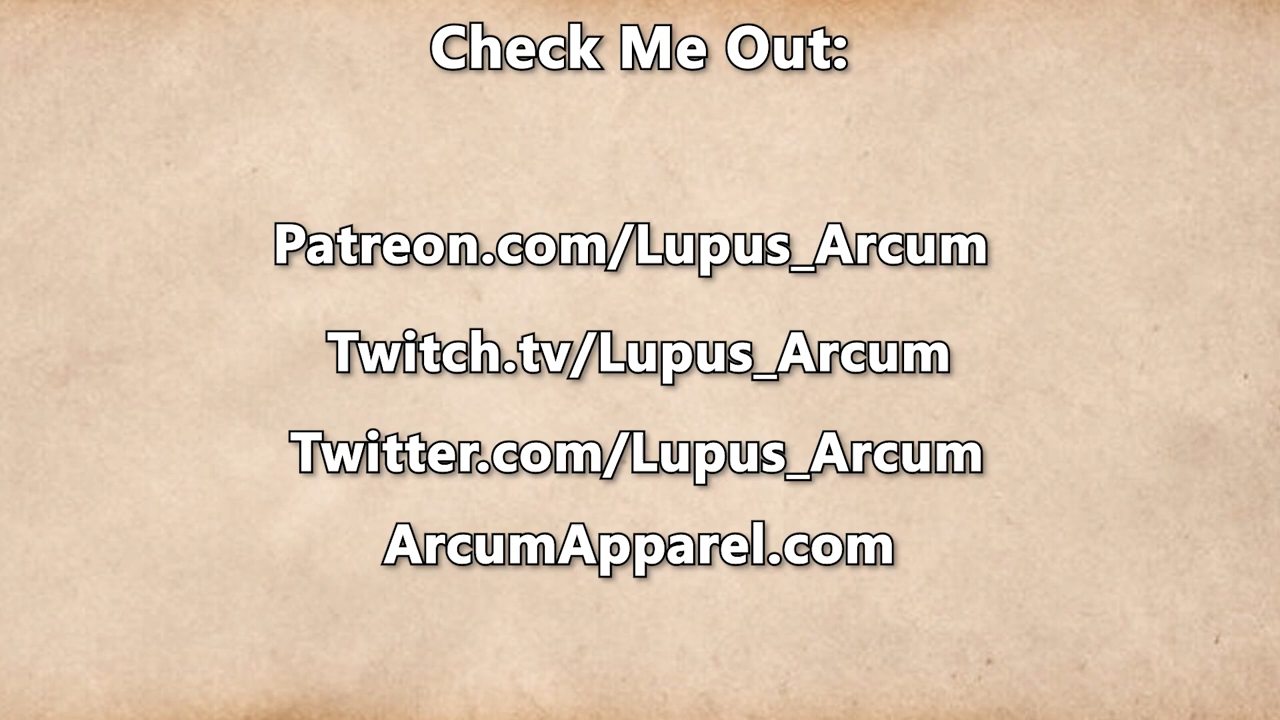 Check Me Out:
Patreon.com/Lupus_Arcum
Twitch.tv/Lupus_Arcum
Twitter.com/Lupus_Arcum
ArcumApparel.com